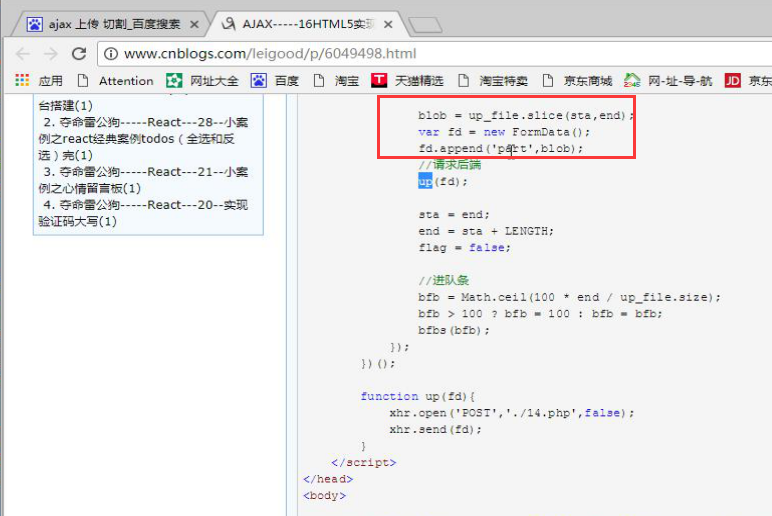 ajax 上传 切割_百度搜索
AJAX-----16HTML5实现
www.cnblogs.com/leigood/p/6049498.html
应用 Attention 网址大全 百度 淘宝 天猫精选 淘宝特卖 京东商城 网-址-导-航 JD 京东
台搭建(1)
2. 夺命雷公狗-----React---28--小案
例之react经典案例todos（全选和反
选）完(1)
3. 夺命雷公狗-----React---21--小案
例之心情留言板(1)
4. 夺命雷公狗-----React---20--实现
验证码大写(1)
blob = up_file.slice(sta,end);
var fd = new FormData();
fd.append('part',blob);
//请求后端
up(fd);
sta = end;
end = sta + LENGTH;
flag = false;
//进队条
bfb = Math.ceil(100 * end / up_file.size);
bfb > 100 ? bfb = 100 : bfb = bfb;
bfbs(bfb);
});
})();
function up(fd){
xhr.open('POST','./14.php',false);
xhr.send(fd);
}
</script>
</head>
<body>